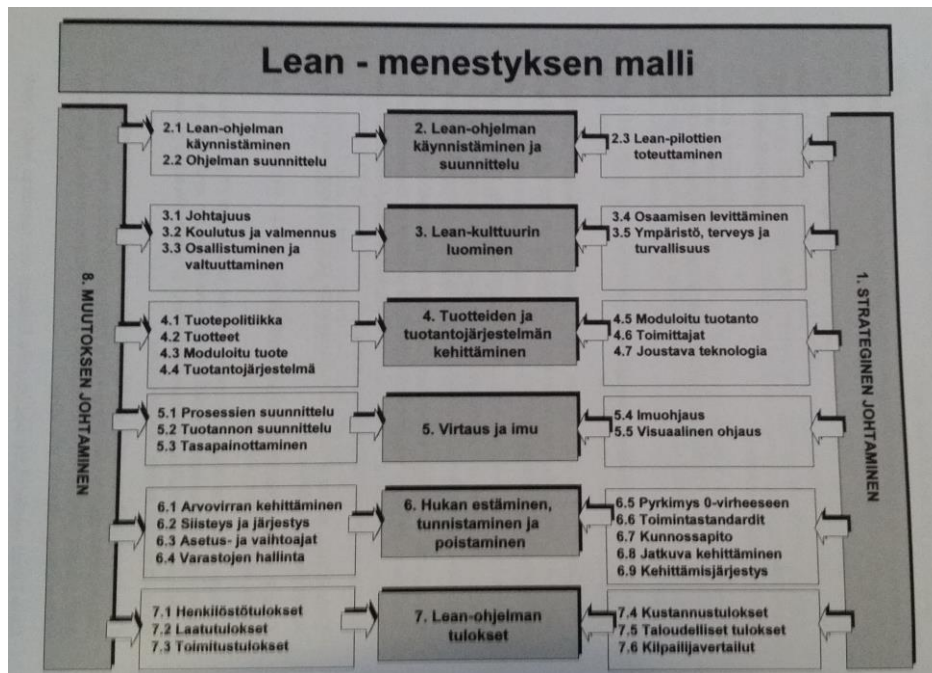 Lean - menestyksen malli
8. MUUTOKSEN JOHTAMINEN
2.1 Lean-ohjelman
käynnistäminen
2.2 Ohjelman suunnittelu
2. Lean-ohjelman
käynnistäminen ja
suunnittelu
2.3 Lean-pilottien
toteuttaminen
3.1 Johtajuus
3.2 Koulutus ja valmennus
3.3 Osallistuminen ja
valtuuttaminen
3. Lean-kulttuurin
luominen
3.4 Osaamisen levittäminen
3.5 Ympäristö, terveys ja
turvallisuus
4.1 Tuotepolitiikka
4.2 Tuotteet
4.3 Moduloitu tuote
4.4 Tuotantojärjestelmä
4. Tuotteiden ja
tuotantojärjestelmän
kehittäminen
4.5 Moduloitu tuotanto
4.6 Toimittajat
4.7 Joustava teknologia
5.1 Prosessien suunnittelu
5.2 Tuotannon suunnittelu
5.3 Tasapainottaminen
5. Virtaus ja imu
5.4 Imuohjaus
5.5 Visuaalinen ohjaus
6.1 Arvovirran kehittäminen
6.2 Siisteys ja järjestys
6.3 Asetus- ja vaihtoajat
6.4 Varastojen hallinta
6. Hukan estäminen,
tunnistaminen ja
poistaminen
6.5 Pyrkimys 0-virheeseen
6.6 Toimintastandardit
6.7 Kunnossapito
6.8 Jatkuva kehittäminen
6.9 Kehittämisjärjestys
7.1 Henkilöstötulokset
7.2 Laatutulokset
7.3 Toimitustulokset
7. Lean-ohjelman
tulokset
7.4 Kustannustulokset
7.5 Taloudelliset tulokset
7.6 Kilpailijavertailut
1. STRATEGINEN JOHTAMINEN